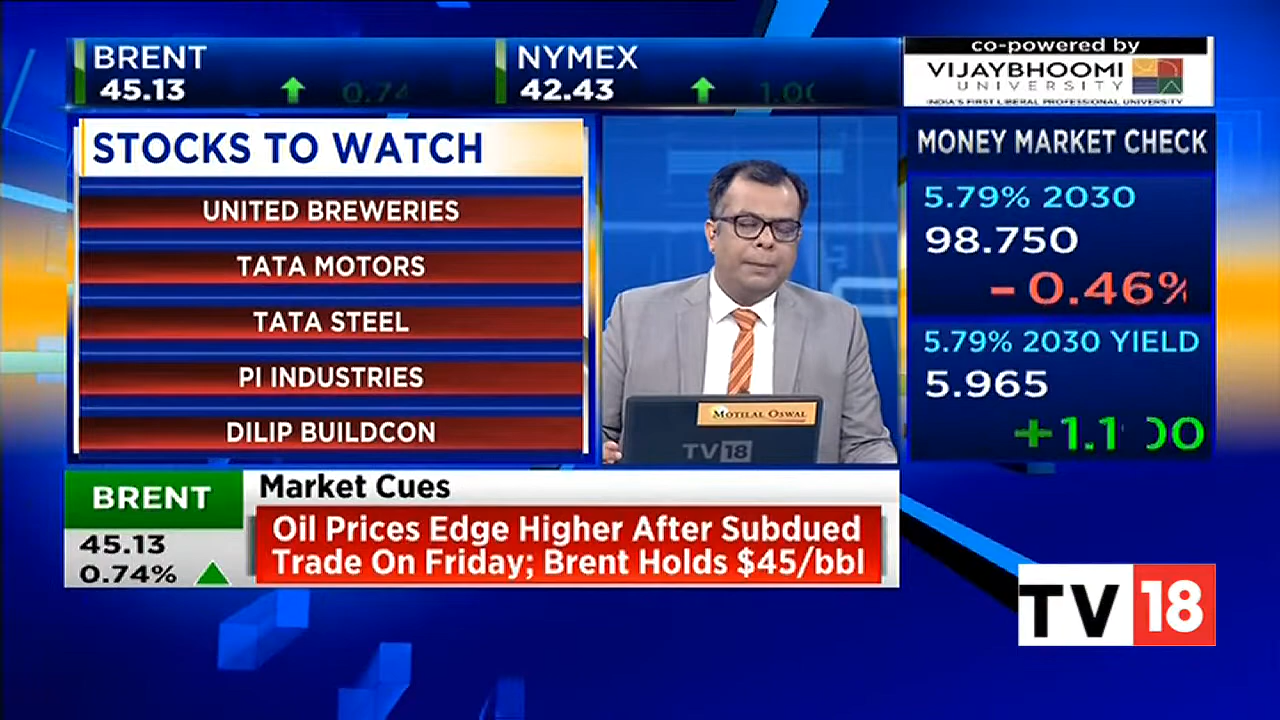 BRENT
45.13
0.74
NYMEX
42.43
co-powered by
VIJAYBHOOMI
UNIVERSITY
INDIA'S FIRST LIBERAL PROFESSIONAL UNIVERSITY
STOCKS TO WATCH
UNITED BREWERIES
TATA MOTORS
TATA STEEL
PI INDUSTRIES
DILIP BUILDCON
MOTILAL OSWAL
TV18
MONEY MARKET CHECK
5.79% 2030
98.750
-0.46%
5.79% 2030 YIELD
5.965
BRENT
45.13
0.74%
Market Cues
Oil Prices Edge Higher After Subdued
Trade On Friday; Brent Holds $45/bbl
TV18